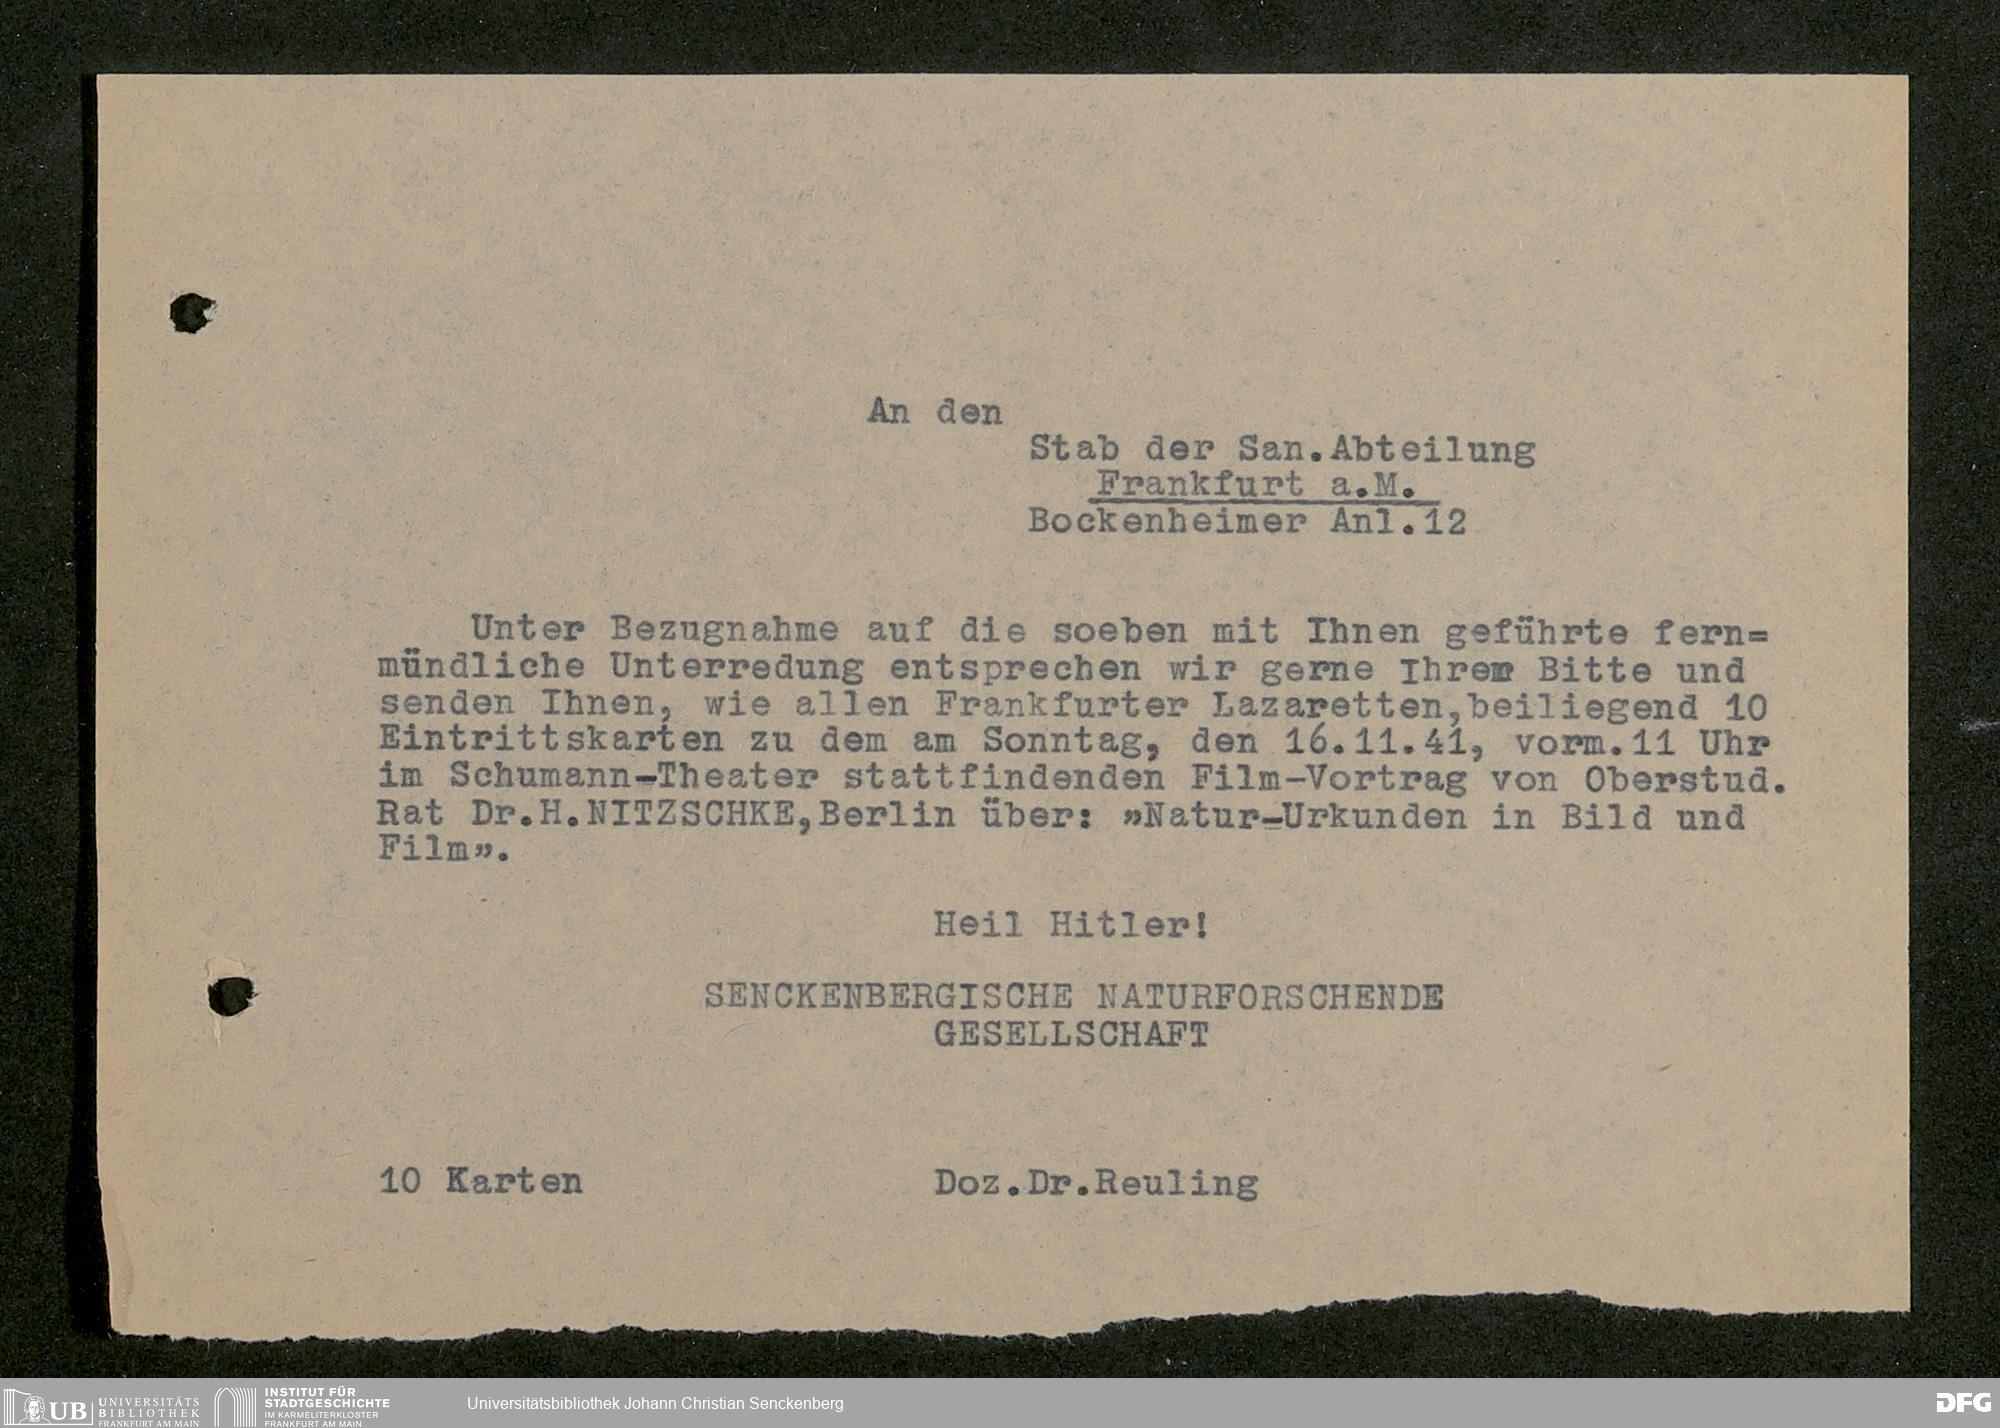 An den
Stab der San.Abteilung
Frankfurt a.M.
Bockenheimer Anl.12
Unter Bezugnahme auf die soeben mit Ihnen geführte fern=
mündliche Unterredung entsprechen wir gerne Ihrer Bitte und
senden Ihnen, wie allen Frankfurter Lazaretten,beiliegend 10
Eintrittskarten zu dem am Sonntag, den 16.11.41, vorm.11 Uhr
im Schumann-Theater stattfindenden Film-Vortrag von Oberstud.
Rat Dr.H.NITZSCHKE,Berlin über: »Natur-Urkunden in Bild und
Film».
Heil Hitler!
SENCKENBERGISCHE NATURFORSCHENDE
GESELLSCHAFT
10 Karten Doz.Dr.Reuling
UB UNIVERSITÄTS
BIBLIOTHEK
FRANKFURT AM MAIN
INSTITUT FÜR
STADTGESCHICHTE
IM KARMELITERKLOSTER
FRANKFURT AM MAIN
Universitätsbibliothek Johann Christian Senckenberg
DFG